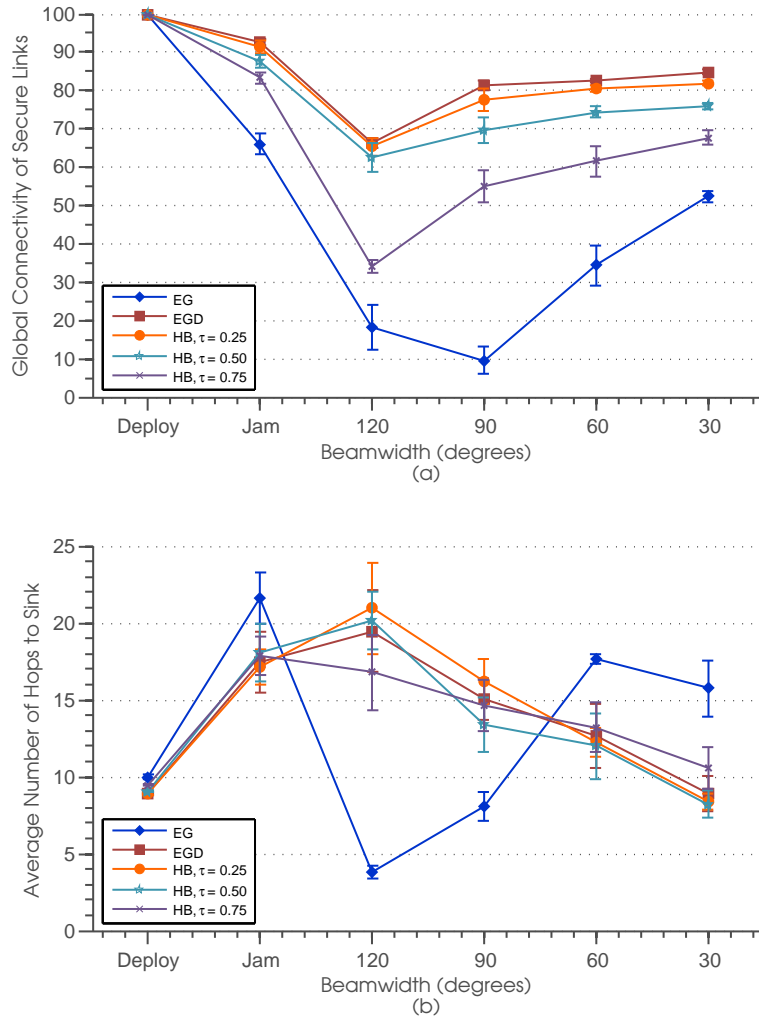 Global Connectivity of Secure Links
100
90
80
70
60
50
40
30
20
10
0
EG
EGD
HB, τ = 0.25
HB, τ = 0.50
HB, τ = 0.75
Deploy Jam 120 90 60 30
Beamwidth (degrees)
(a)
Average Number of Hops to Sink
25
20
15
10
5
0
EG
EGD
HB, τ = 0.25
HB, τ = 0.50
HB, τ = 0.75
Deploy Jam 120 90 60 30
Beamwidth (degrees)
(b)